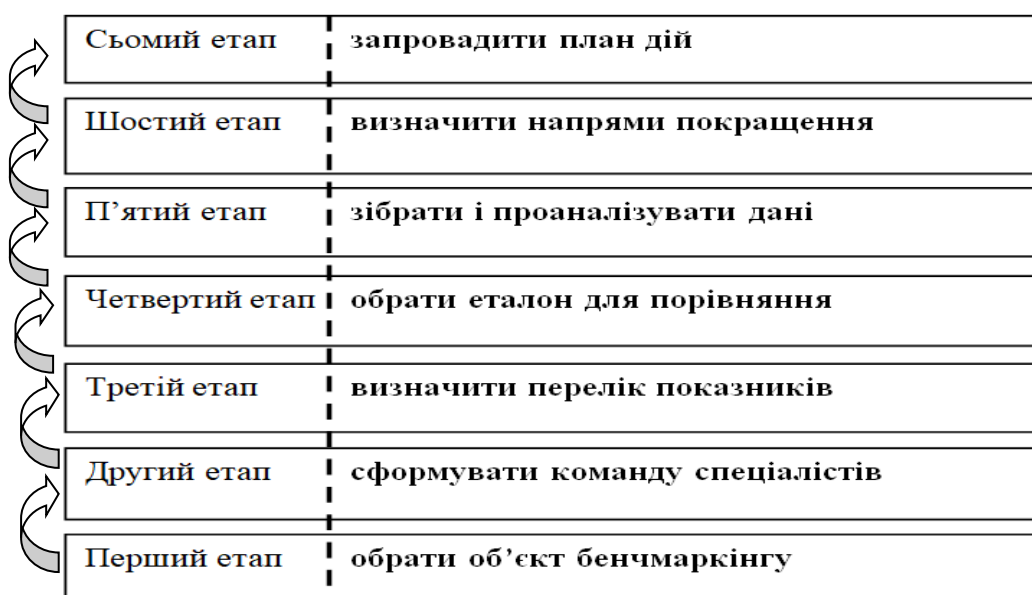 Сьомий етап запровадити план дій
Шостий етап визначити напрями покращення
П’ятий етап зібрати і проаналізувати дані
Четвертий етап обрати еталон для порівняння
Третій етап визначити перелік показників
Другий етап сформувати команду спеціалістів
Перший етап обрати об’єкт бенчмаркінгу